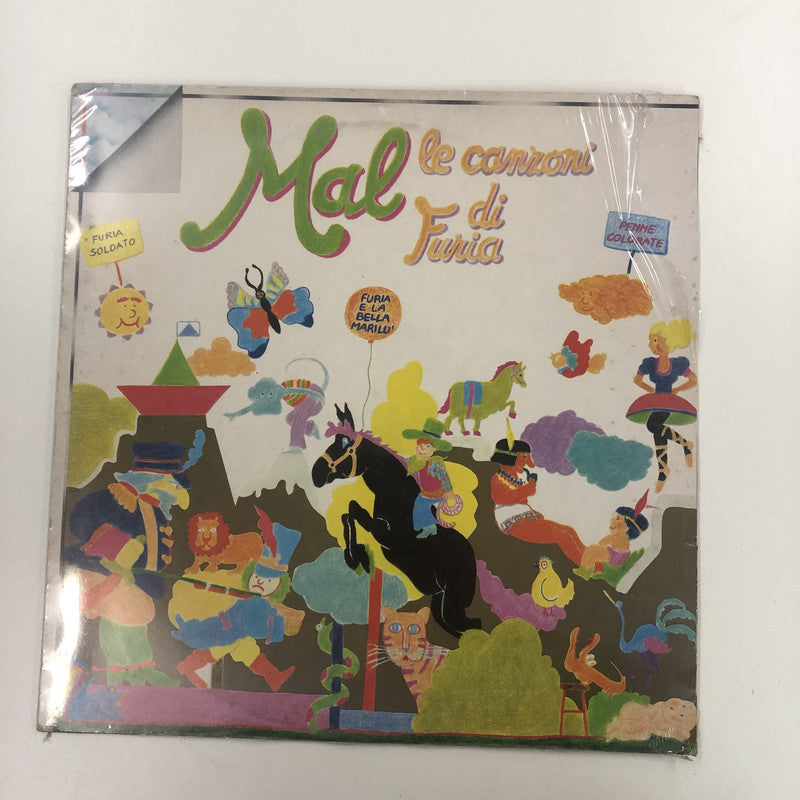 Mal le canzoni
di
Furia
FURIA
SOLDATO
PENNE
COLORATE
FURIA
E LA
BELLA
MARILU'